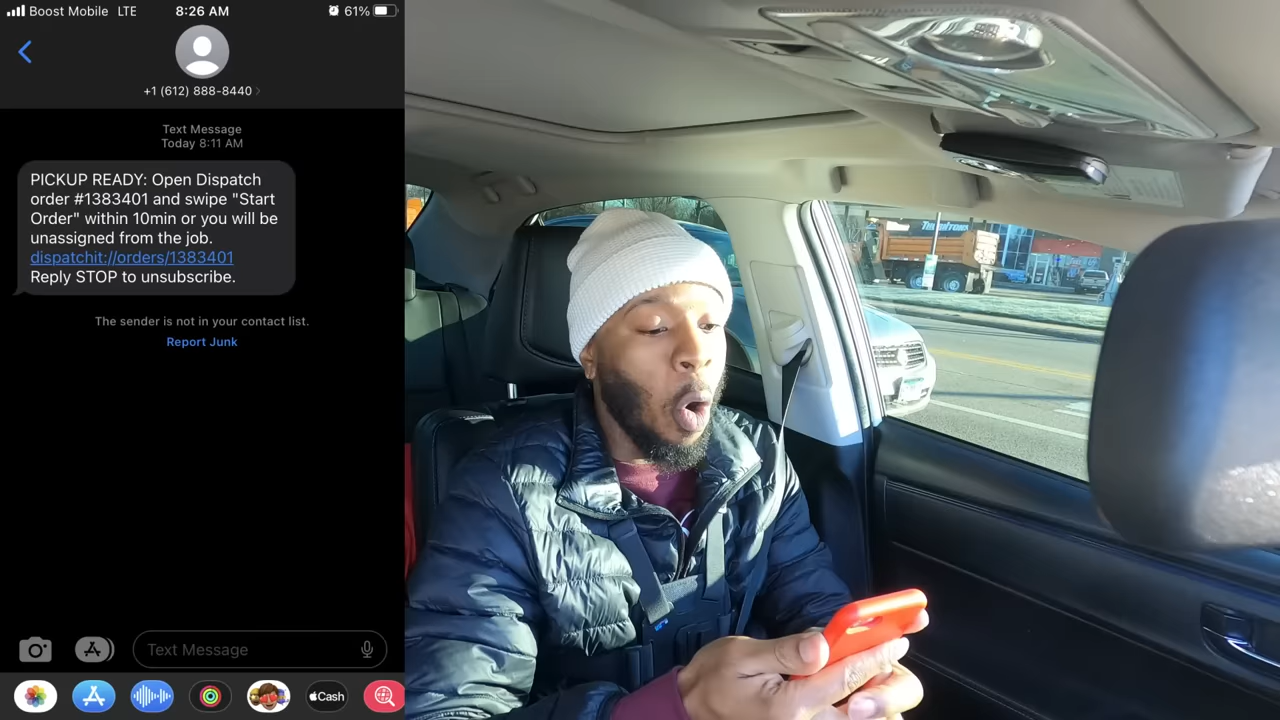 Boost Mobile LTE 8:26 AM 61%
+1 (612) 888-8440 >
Text Message
Today 8:11 AM
PICKUP READY: Open Dispatch
order #1383401 and swipe "Start
Order" within 10min or you will be
unassigned from the job.
dispatchit://orders/1383401
Reply STOP to unsubscribe.
The sender is not in your contact list.
Report Junk
Text Message
Cash